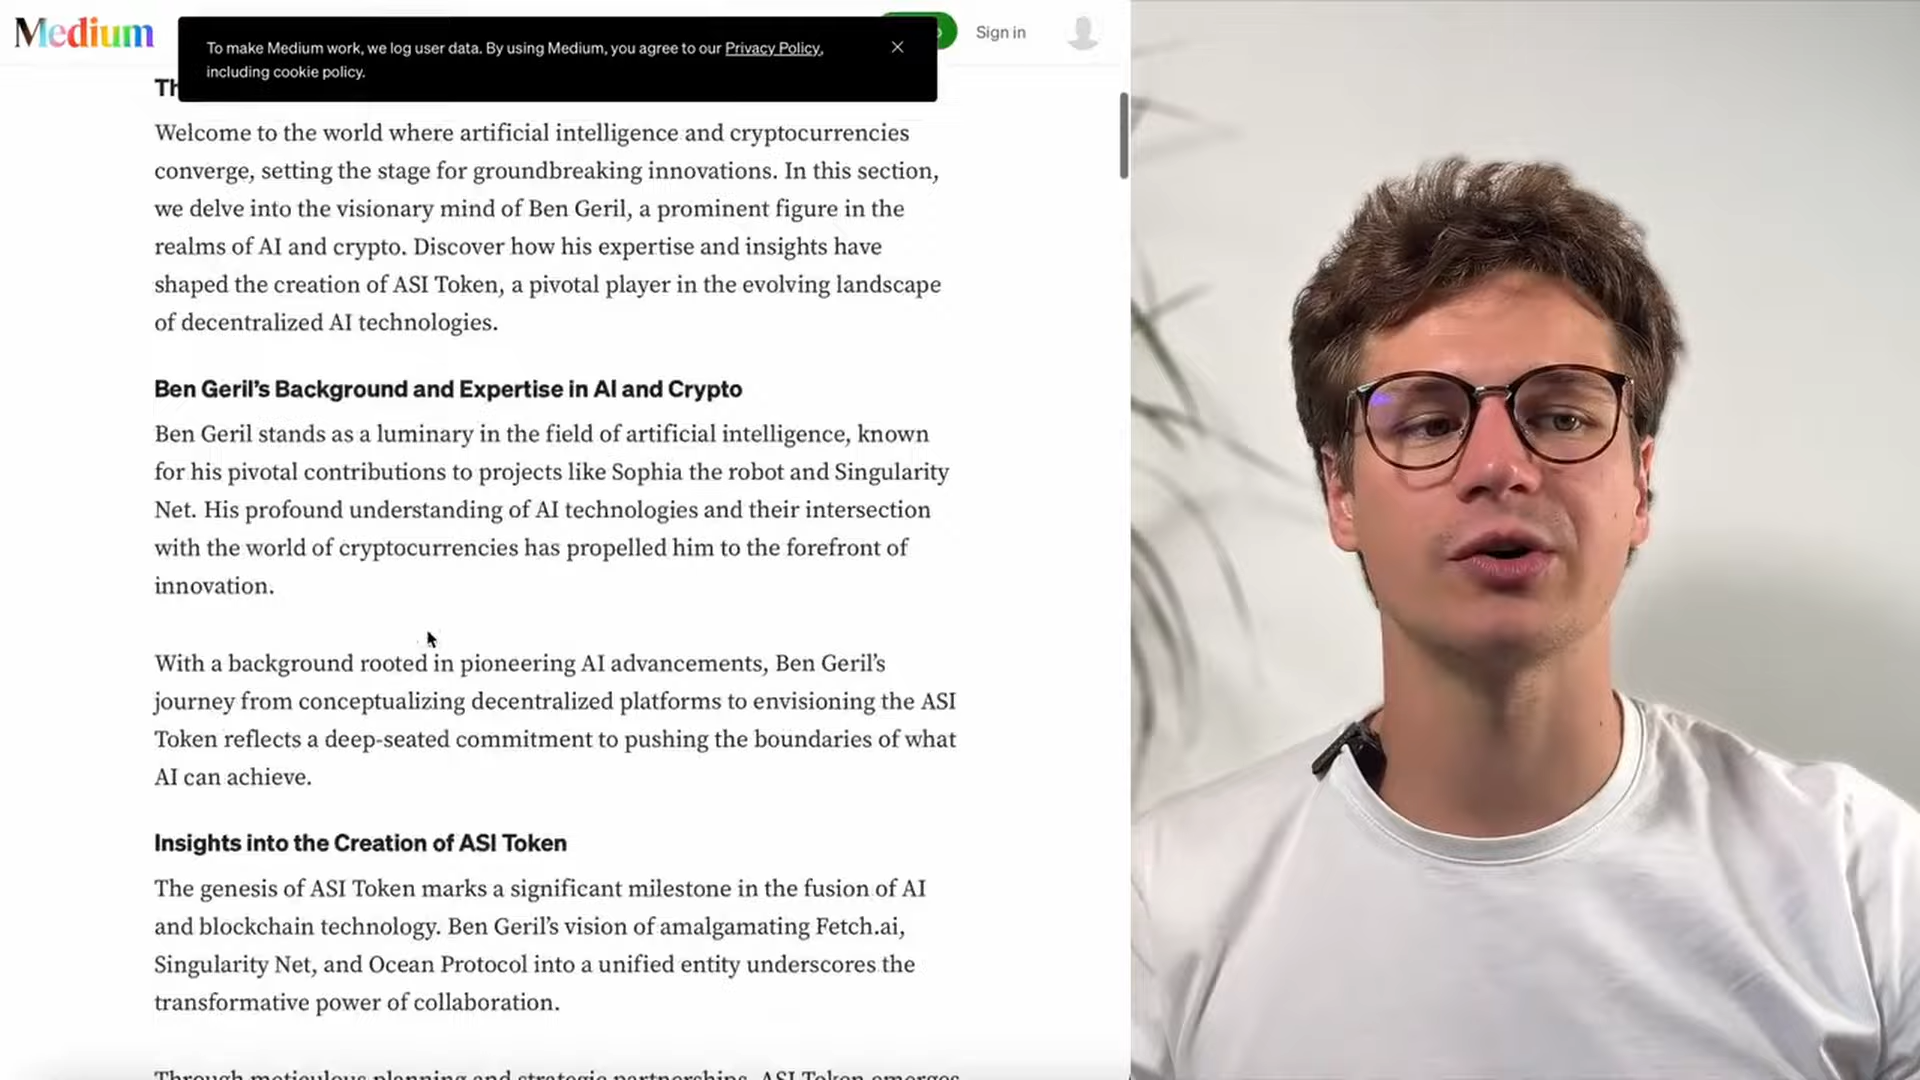 Medium
To make Medium work, we log user data. By using Medium, you agree to our Privacy Policy,
including cookie policy.
Sign in
Welcome to the world where artificial intelligence and cryptocurrencies
converge, setting the stage for groundbreaking innovations. In this section,
we delve into the visionary mind of Ben Geril, a prominent figure in the
realms of AI and crypto. Discover how his expertise and insights have
shaped the creation of ASI Token, a pivotal player in the evolving landscape
of decentralized AI technologies.
Ben Geril’s Background and Expertise in AI and Crypto
Ben Geril stands as a luminary in the field of artificial intelligence, known
for his pivotal contributions to projects like Sophia the robot and Singularity
Net. His profound understanding of AI technologies and their intersection
with the world of cryptocurrencies has propelled him to the forefront of
innovation.
With a background rooted in pioneering AI advancements, Ben Geril’s
journey from conceptualizing decentralized platforms to envisioning the ASI
Token reflects a deep-seated commitment to pushing the boundaries of what
AI can achieve.
Insights into the Creation of ASI Token
The genesis of ASI Token marks a significant milestone in the fusion of AI
and blockchain technology. Ben Geril’s vision of amalgamating Fetch.ai,
Singularity Net, and Ocean Protocol into a unified entity underscores the
transformative power of collaboration.
Through meticulous planning and strategic partnerships, ASI Token emerges